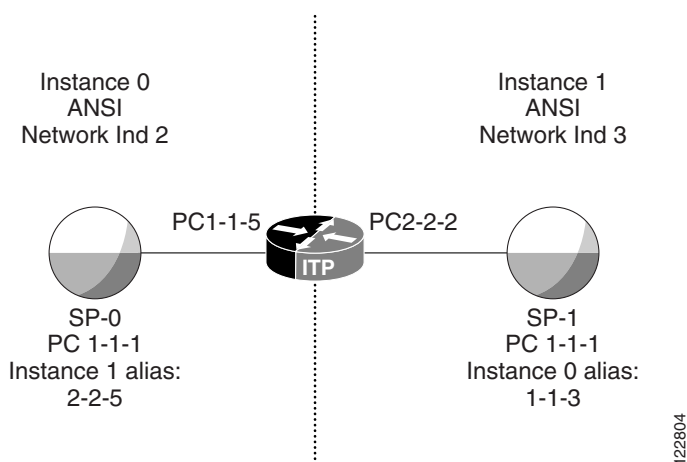 Instance 0
ANSI
Network Ind 2
Instance 1
ANSI
Network Ind 3
PC1-1-5
PC2-2-2
ITP
SP-0
PC 1-1-1
Instance 1 alias:
2-2-5
SP-1
PC 1-1-1
Instance 0 alias:
1-1-3
122804